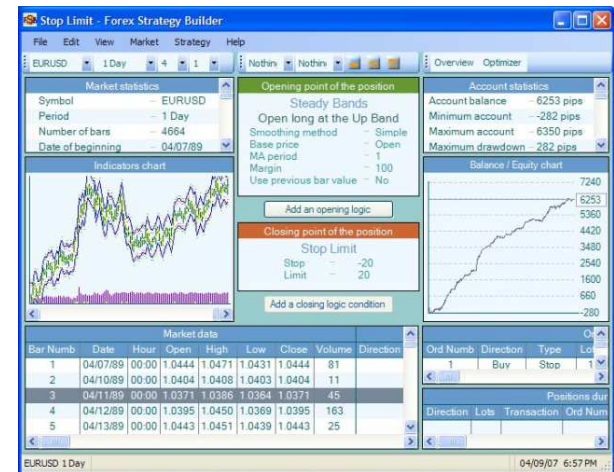 Stop Limit - Forex Strategy Builder
File Edit View Market Strategy Help
EURUSD 1 Day 4 1 Nothin Nothin Overview Optimizer
Market statistics
Symbol – EURUSD
Period – 1 Day
Number of bars – 4664
Date of beginning – 04/07/89
Indicators chart
Opening point of the position
Steady Bands
Open long at the Up Band
Smoothing method – Simple
Base price – Open
MA period – 1
Margin – 100
Use previous bar value – No
Add an opening logic
Closing point of the position
Stop Limit
Stop – -20
Limit – 20
Add a closing logic condition
Account statistics
Account balance – 6253 pips
Minimum account – -282 pips
Maximum account – 6350 pips
Maximum drawdown – 282 pips
Balance / Equity chart
7240
6253
5360
4420
3480
2540
1600
660
-280
Market data
Bar Numb Date Hour Open High Low Close Volume Direction
1 04/07/89 00:00 1.0444 1.0471 1.0431 1.0444 81
2 04/10/89 00:00 1.0404 1.0408 1.0403 1.0404 11
3 04/11/89 00:00 1.0371 1.0386 1.0364 1.0371 45
4 04/12/89 00:00 1.0395 1.0450 1.0369 1.0395 163
5 04/13/89 00:00 1.0443 1.0451 1.0439 1.0443 25
Ord Numb Direction Type Lot
1 Buy Stop 1
Positions dur
Direction Lots Transaction Ord Num
EURUSD 1 Day 04/09/07 6:57 PM